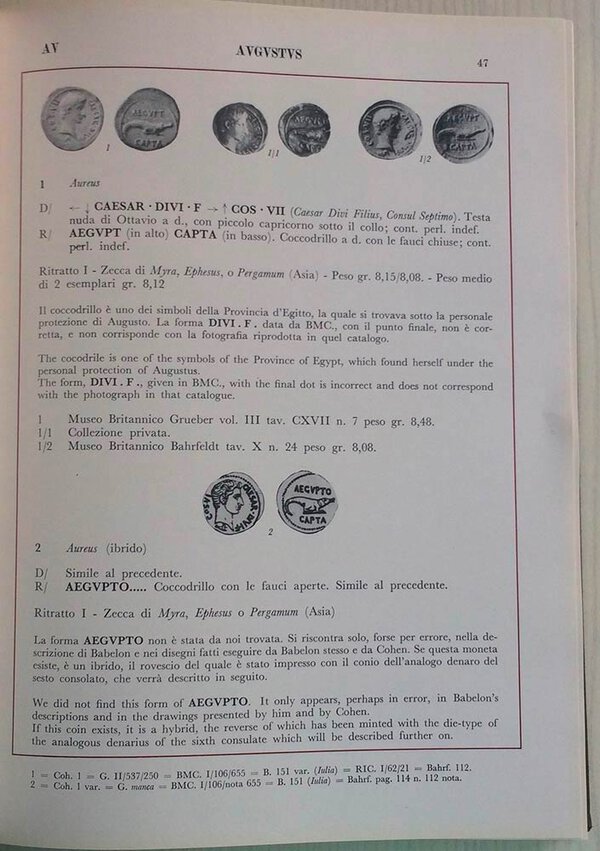 AV
AVGVSTVS
47
AEGVPT
CAPTA
1
1/1
1/2
1 Aureus
D/ ← ↓ CAESAR · DIVI · F → ↑ COS · VII (Caesar Divi Filius, Consul Septimo). Testa
nuda di Ottavio a d., con piccolo capricorno sotto il collo; cont. perl. indef.
R/ AEGVPT (in alto) CAPTA (in basso). Coccodrillo a d. con le fauci chiuse; cont.
perl. indef.
Ritratto I - Zecca di Myra, Ephesus, o Pergamum (Asia) - Peso gr. 8,15/8,08. - Peso medio
di 2 esemplari gr. 8,12
Il coccodrillo è uno dei simboli della Provincia d'Egitto, la quale si trovava sotto la personale
protezione di Augusto. La forma DIVI . F . data da BMC., con il punto finale, non è cor-
retta, e non corrisponde con la fotografia riprodotta in quel catalogo.
The cocodrile is one of the symbols of the Province of Egypt, which found herself under the
personal protection of Augustus.
The form, DIVI . F ., given in BMC., with the final dot is incorrect and does not correspond
with the photograph in that catalogue.
1 Museo Britannico Grueber vol. III tav. CXVII n. 7 peso gr. 8,48.
1/1 Collezione privata.
1/2 Museo Britannico Bahrfeldt tav. X n. 24 peso gr. 8,08.
AEGVPTO
CAPTA
2
2 Aureus (ibrido)
D/ Simile al precedente.
R/ AEGVPTO..... Coccodrillo con le fauci aperte. Simile al precedente.
Ritratto I - Zecca di Myra, Ephesus o Pergamum (Asia)
La forma AEGVPTO non è stata da noi trovata. Si riscontra solo, forse per errore, nella de-
scrizione di Babelon e nei disegni fatti eseguire da Babelon stesso e da Cohen. Se questa moneta
esiste, è un ibrido, il rovescio del quale è stato impresso con il conio dell'analogo denaro del
sesto consolato, che verrà descritto in seguito.
We did not find this form of AEGVPTO. It only appears, perhaps in error, in Babelon's
descriptions and in the drawings presented by him and by Cohen.
If this coin exists, it is a hybrid, the reverse of which has been minted with the die-type of
the analogous denarius of the sixth consulate which will be described further on.
1 = Coh. 1 = G. II/537/250 = BMC. I/106/655 = B. 151 var. (Iulia) = RIC. I/62/21 = Bahrf. 112.
2 = Coh. 1 var. = G. manca = BMC. I/106/nota 655 = B. 151 (Iulia) = Bahrf. pag. 114 n. 112 nota.